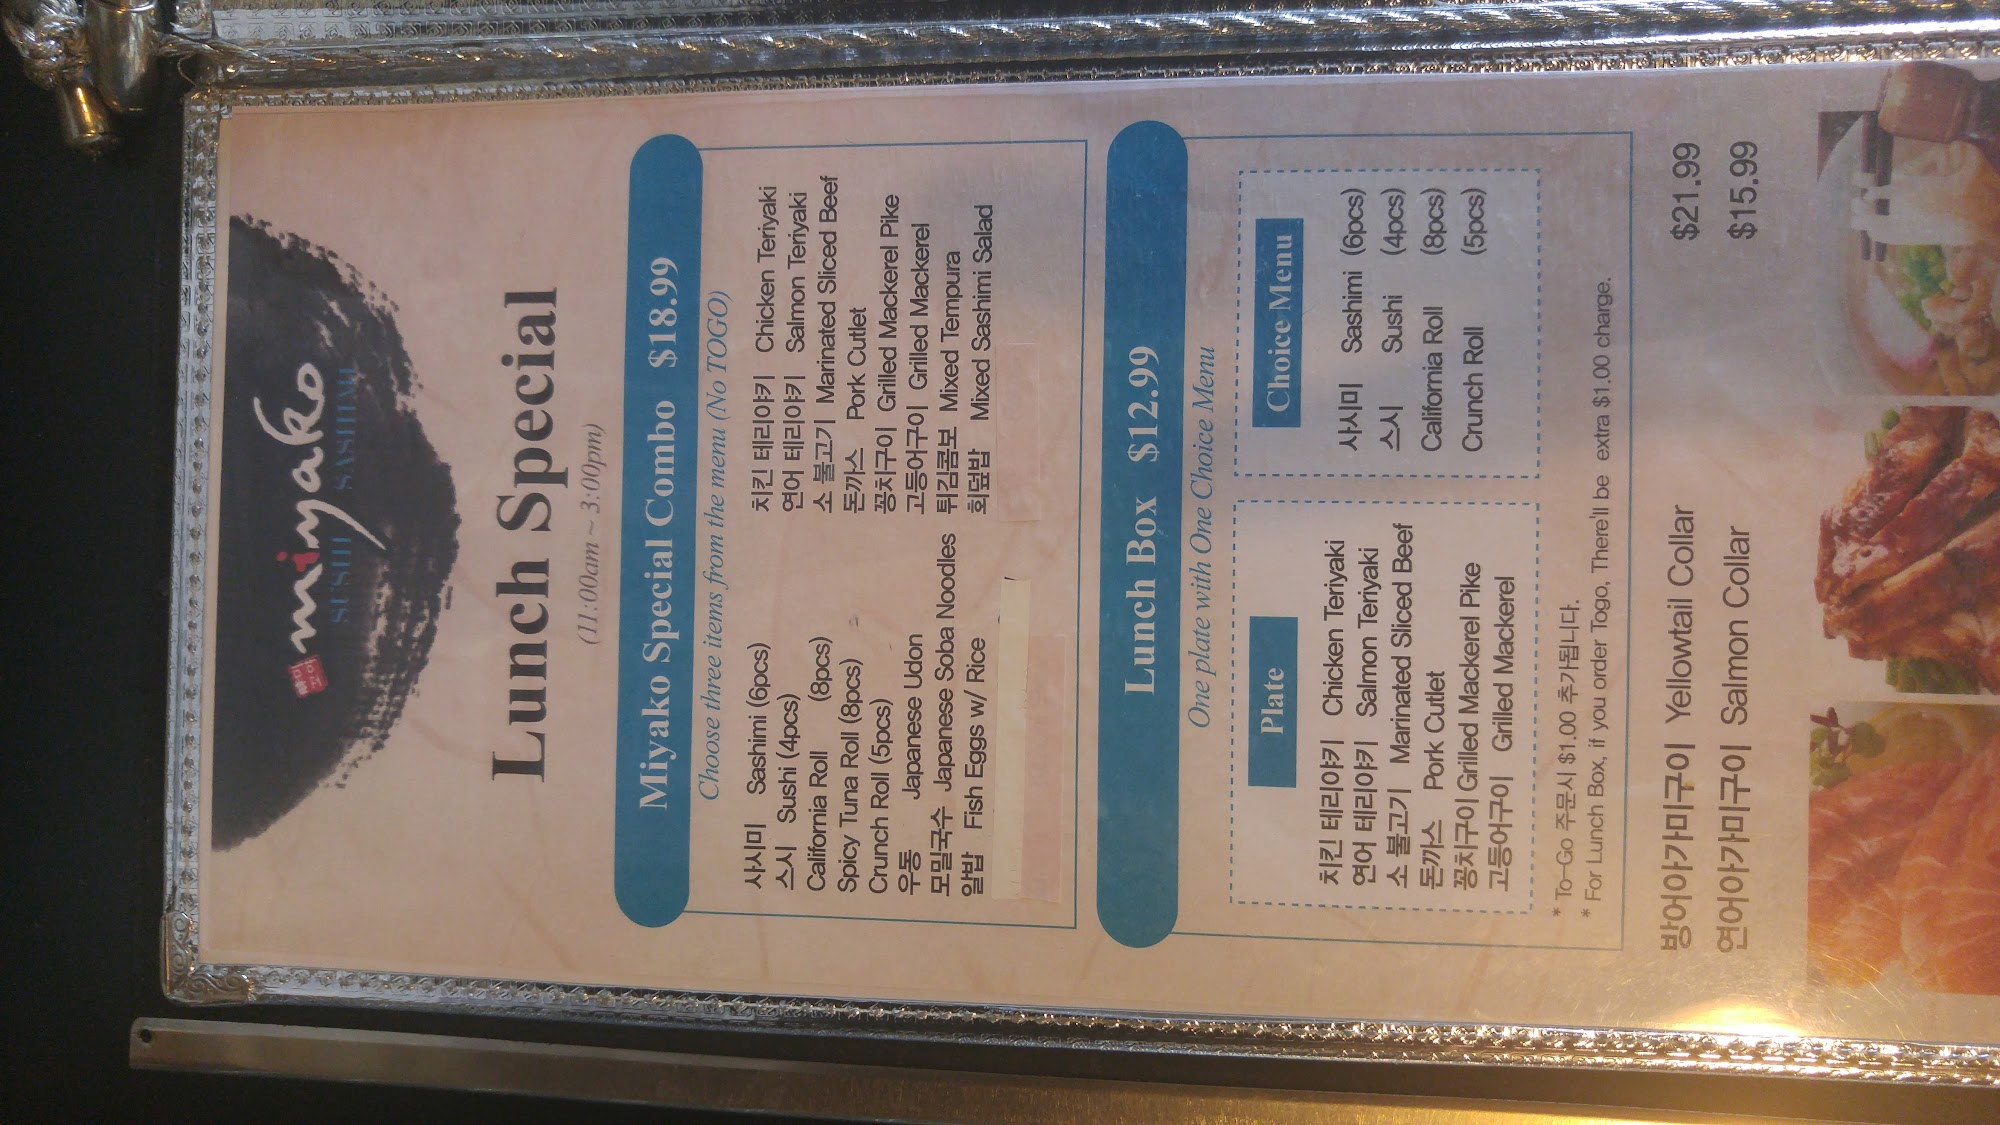 miyako
SUSHI SASHIMI
Lunch Special
(11:00am ~ 3:00pm)
Miyako Special Combo $18.99
Choose three items from the menu (No TOGO)
사시미 Sashimi (6pcs)
스시 Sushi (4pcs)
California Roll (8pcs)
Spicy Tuna Roll (8pcs)
Crunch Roll (5pcs)
우동 Japanese Udon
모밀국수 Japanese Soba Noodles
알밥 Fish Eggs w/ Rice
치킨 테리야키 Chicken Teriyaki
연어 테리야키 Salmon Teriyaki
소 불고기 Marinated Sliced Beef
돈까스 Pork Cutlet
꽁치구이 Grilled Mackerel Pike
고등어구이 Grilled Mackerel
튀김콤보 Mixed Tempura
회덮밥 Mixed Sashimi Salad
Lunch Box $12.99
One plate with One Choice Menu
Plate
치킨 테리야키 Chicken Teriyaki
연어 테리야키 Salmon Teriyaki
소 불고기 Marinated Sliced Beef
돈까스 Pork Cutlet
꽁치구이 Grilled Mackerel Pike
고등어구이 Grilled Mackerel
Choice Menu
사시미 Sashimi (6pcs)
스시 Sushi (4pcs)
California Roll (8pcs)
Crunch Roll (5pcs)
* To-Go 주문시 $1.00 추가됩니다.
* For Lunch Box, if you order Togo, There'll be extra $1.00 charge.
방어아가미구이 Yellowtail Collar $21.99
연어아가미구이 Salmon Collar $15.99